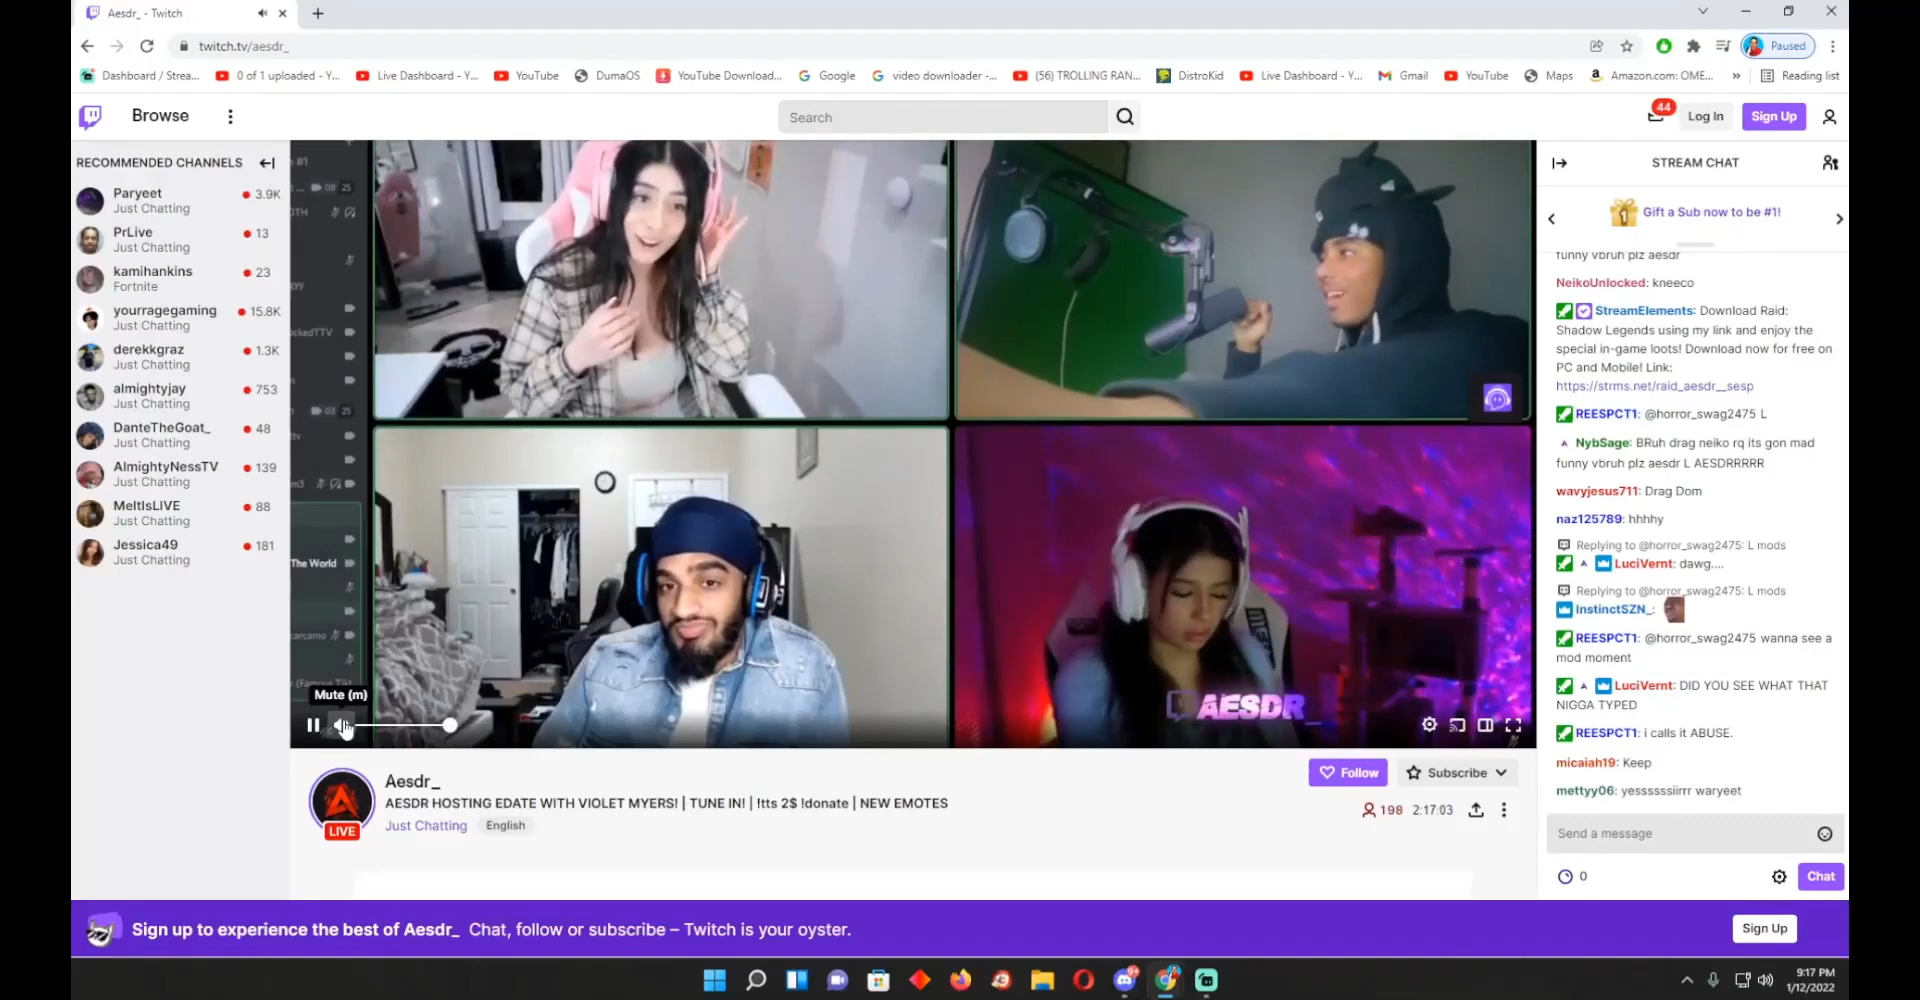 Aesdr_ - Twitch
twitch.tv/aesdr_
Paused
Dashboard / Strea...
0 of 1 uploaded - Y...
Live Dashboard - Y...
YouTube
DumaOS
YouTube Download...
Google
video downloader -...
(56) TROLLING RAN...
DistroKid
Live Dashboard - Y...
Gmail
YouTube
Maps
Amazon.com: OME...
Reading list
Browse
Search
44
Log In
Sign Up
RECOMMENDED CHANNELS
Paryeet 3.9K
Just Chatting
PrLive 13
Just Chatting
kamihankins 23
Fortnite
yourragegaming 15.8K
Just Chatting
derekkgraz 1.3K
Just Chatting
almightyjay 753
Just Chatting
DanteTheGoat_ 48
Just Chatting
AlmightyNessTV 139
Just Chatting
MeltIsLIVE 88
Just Chatting
Jessica49 181
Just Chatting
The World
Mute (m)
AESDR_
LIVE
Aesdr_
AESDR HOSTING EDATE WITH VIOLET MYERS! | TUNE IN! | !tts 2$ !donate | NEW EMOTES
Just Chatting English
Follow
Subscribe
198 2:17:03
STREAM CHAT
1
Gift a Sub now to be #1!
funny vbruh plz aesdr
NeikoUnlocked: kneeco
StreamElements: Download Raid:
Shadow Legends using my link and enjoy the
special in-game loots! Download now for free on
PC and Mobile! Link:
https://strms.net/raid_aesdr__sesp
REESPCT1: @horror_swag2475 L
NybSage: BRuh drag neiko rq its gon mad
funny vbruh plz aesdr L AESDRRRRR
wavyjesus711: Drag Dom
naz125789: hhhhy
Replying to @horror_swag2475: L mods
LuciVernt: dawg....
Replying to @horror_swag2475: L mods
InstinctSZN_:
REESPCT1: @horror_swag2475 wanna see a
mod moment
LuciVernt: DID YOU SEE WHAT THAT
NIGGA TYPED
REESPCT1: i calls it ABUSE.
micaiah19: Keep
mettyy06: yessssssiirrr waryeet
Send a message
0
Chat
Sign up to experience the best of Aesdr_ Chat, follow or subscribe – Twitch is your oyster.
Sign Up
9:17 PM
1/12/2022